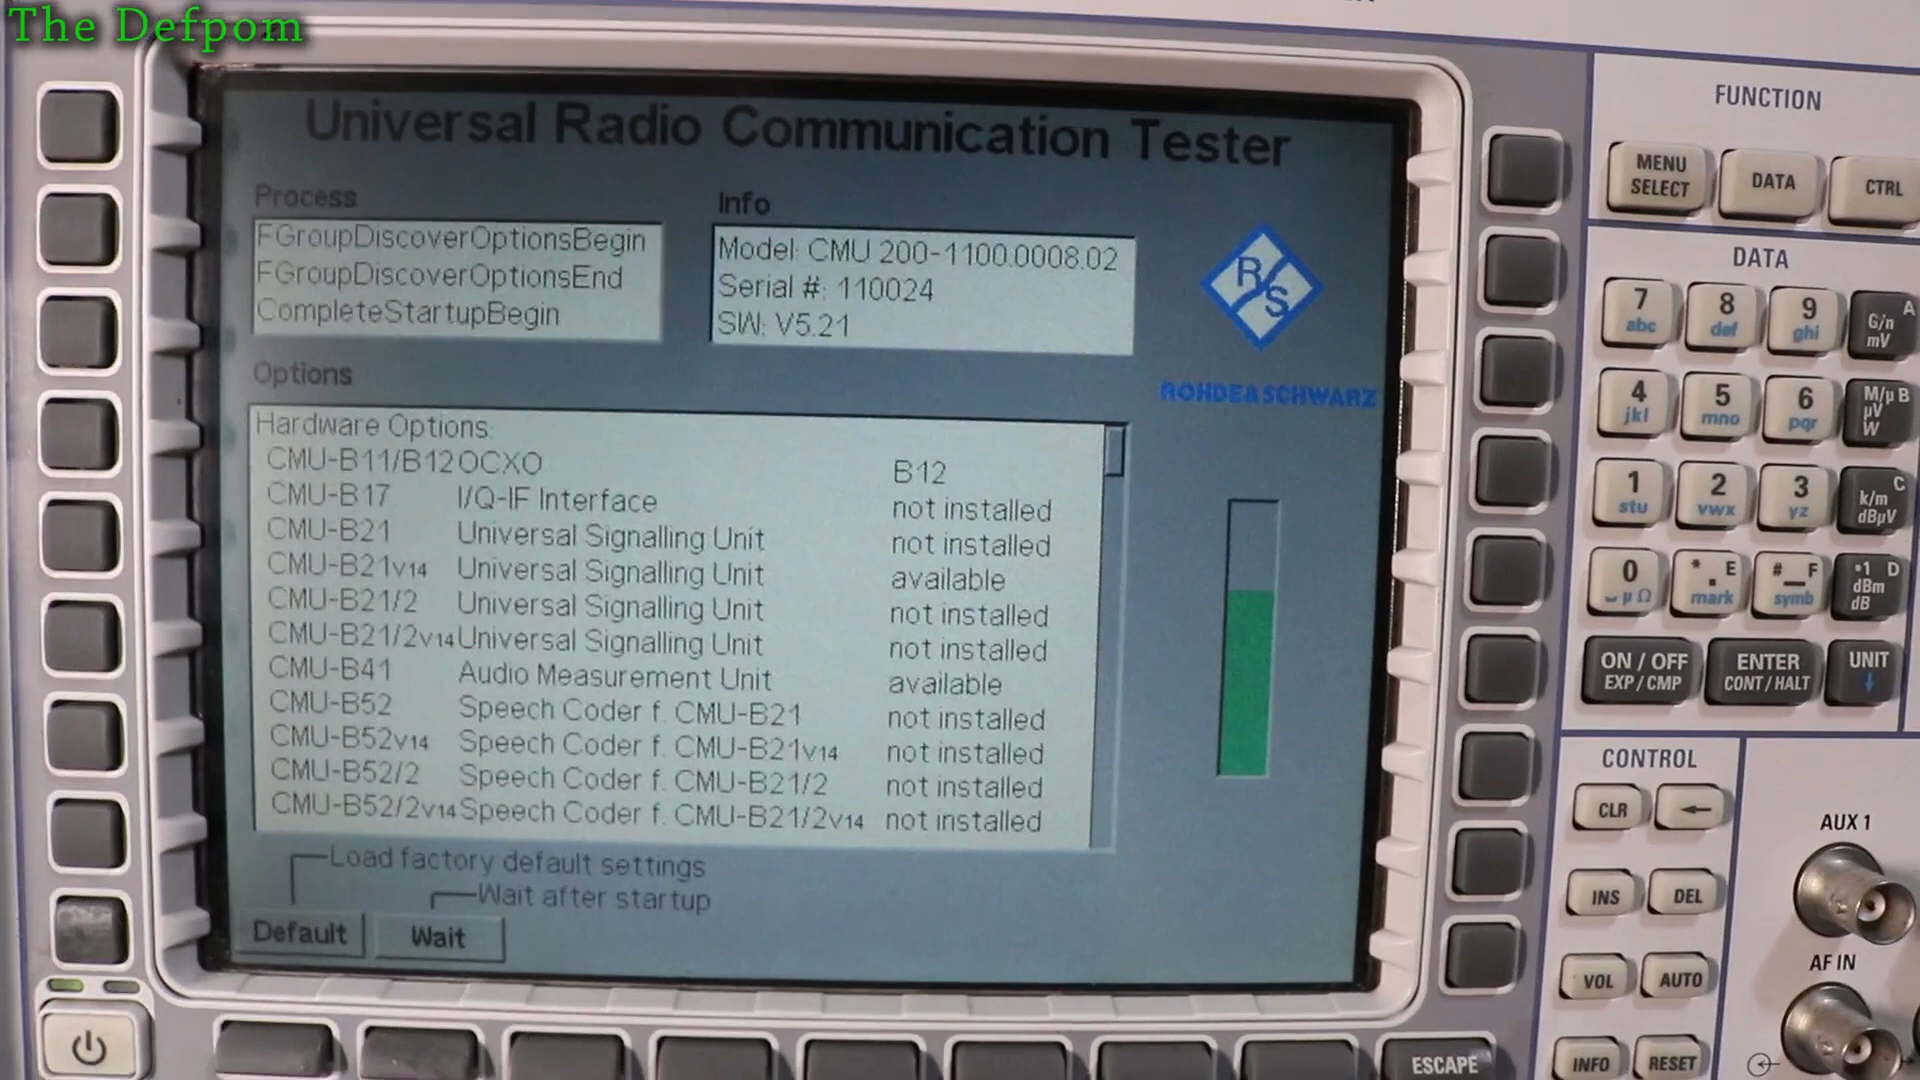 The Defpom
Universal Radio Communication Tester
Process
FGroupDiscoverOptionsBegin
FGroupDiscoverOptionsEnd
CompleteStartupBegin
Info
Model: CMU 200-1100.0008.02
Serial #: 110024
SW: V5.21
R S
ROHDE&SCHWARZ
Options
Hardware Options:
CMU-B11/B12 OCXO B12
CMU-B17 I/Q-IF Interface not installed
CMU-B21 Universal Signalling Unit not installed
CMU-B21v14 Universal Signalling Unit available
CMU-B21/2 Universal Signalling Unit not installed
CMU-B21/2v14 Universal Signalling Unit not installed
CMU-B41 Audio Measurement Unit available
CMU-B52 Speech Coder f. CMU-B21 not installed
CMU-B52v14 Speech Coder f. CMU-B21v14 not installed
CMU-B52/2 Speech Coder f. CMU-B21/2 not installed
CMU-B52/2v14 Speech Coder f. CMU-B21/2v14 not installed
Load factory default settings
Wait after startup
Default Wait
ESCAPE
FUNCTION
MENU SELECT DATA CTRL
DATA
7 abc 8 def 9 ghi A G/n mV
4 jkl 5 mno 6 pqr M/µ B µV W
1 stu 2 vwx 3 yz C k/m dBµV
0 µ Ω * . E mark # _ F symb *1 D dBm dB
ON / OFF EXP / CMP ENTER CONT / HALT UNIT ↓
CONTROL
CLR ←
INS DEL
VOL AUTO
INFO RESET
AUX 1
AF IN